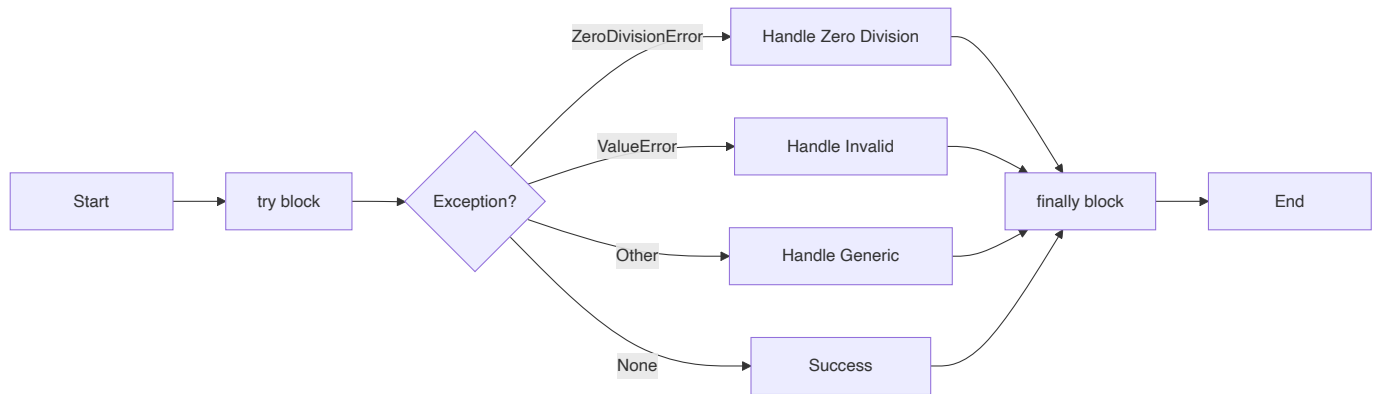 Start
try block
Exception?
ZeroDivisionError
Handle Zero Division
ValueError
Handle Invalid
Other
Handle Generic
None
Success
finally block
End